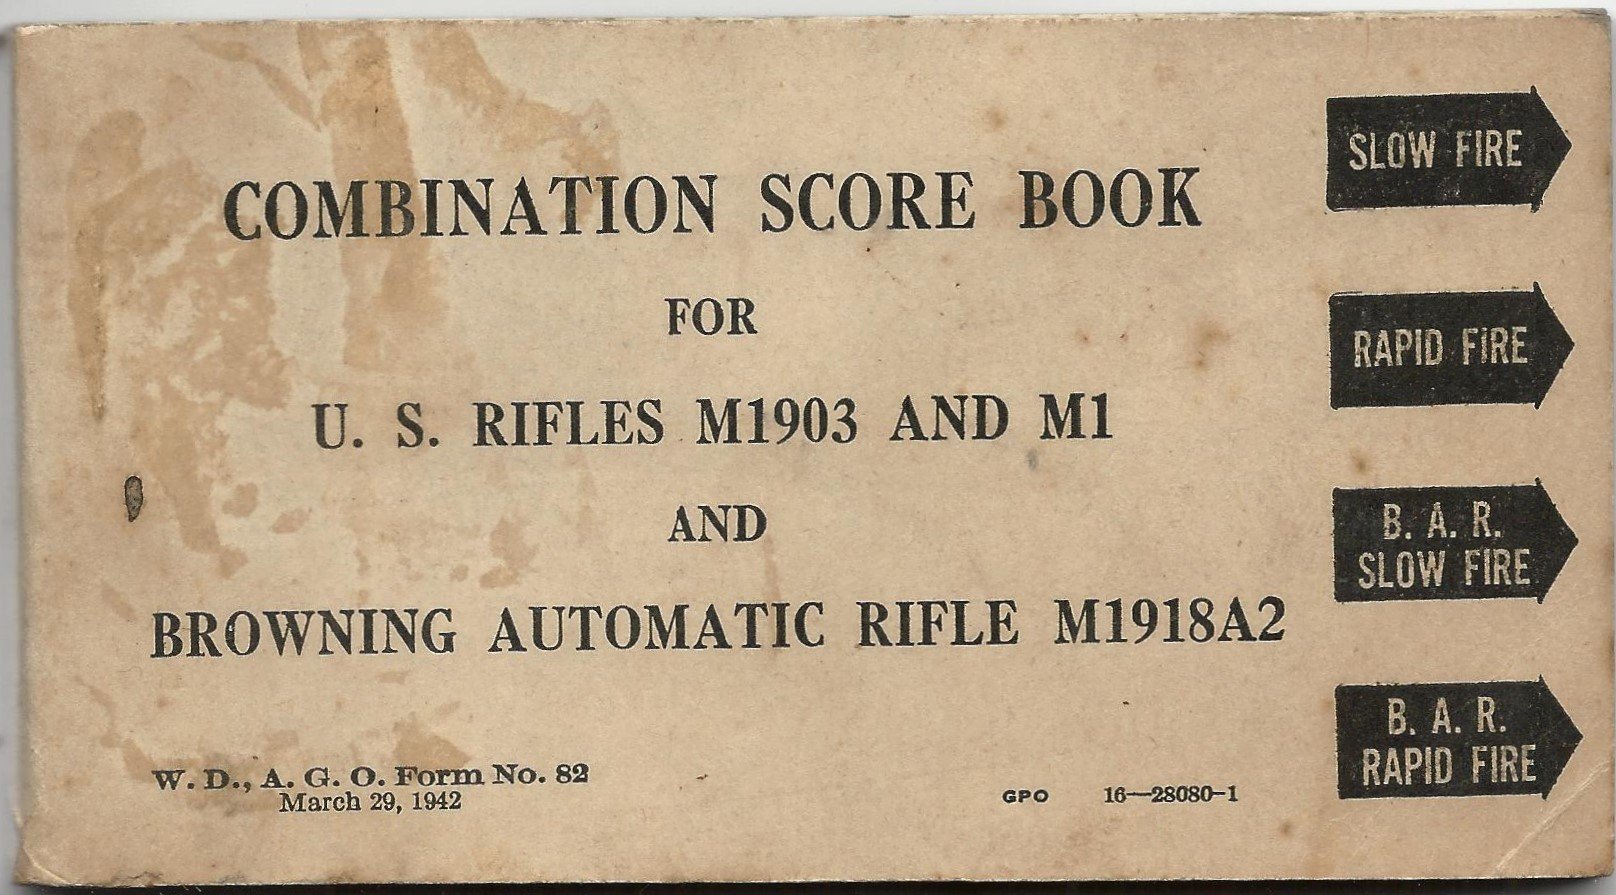 COMBINATION SCORE BOOK
FOR
U. S. RIFLES M1903 AND M1
AND
BROWNING AUTOMATIC RIFLE M1918A2
W. D., A. G. O. Form No. 82
March 29, 1942
GPO 16—28080-1
SLOW FIRE
RAPID FIRE
B. A. R.
SLOW FIRE
B. A. R.
RAPID FIRE